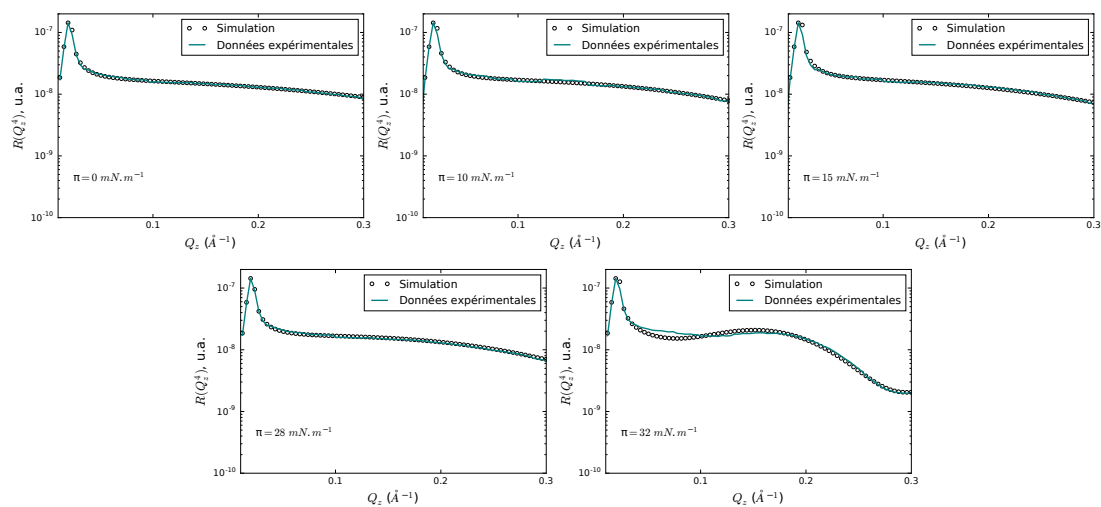 R(Q_z^4), u.a.
10^-7
10^-8
10^-9
10^-10
Simulation
Données expérimentales
π=0 mN.m^-1
0.1
0.2
0.3
Q_z (Å^-1)
R(Q_z^4), u.a.
10^-7
10^-8
10^-9
10^-10
Simulation
Données expérimentales
π=10 mN.m^-1
0.1
0.2
0.3
Q_z (Å^-1)
R(Q_z^4), u.a.
10^-7
10^-8
10^-9
10^-10
Simulation
Données expérimentales
π=15 mN.m^-1
0.1
0.2
0.3
Q_z (Å^-1)
R(Q_z^4), u.a.
10^-7
10^-8
10^-9
10^-10
Simulation
Données expérimentales
π=28 mN.m^-1
0.1
0.2
0.3
Q_z (Å^-1)
R(Q_z^4), u.a.
10^-7
10^-8
10^-9
10^-10
Simulation
Données expérimentales
π=32 mN.m^-1
0.1
0.2
0.3
Q_z (Å^-1)